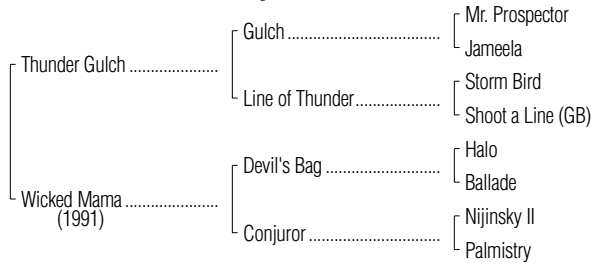 Mr. Prospector
Gulch
Jameela
Thunder Gulch
Storm Bird
Line of Thunder
Shoot a Line (GB)
Halo
Devil's Bag
Ballade
Wicked Mama
(1991)
Nijinsky II
Conjuror
Palmistry